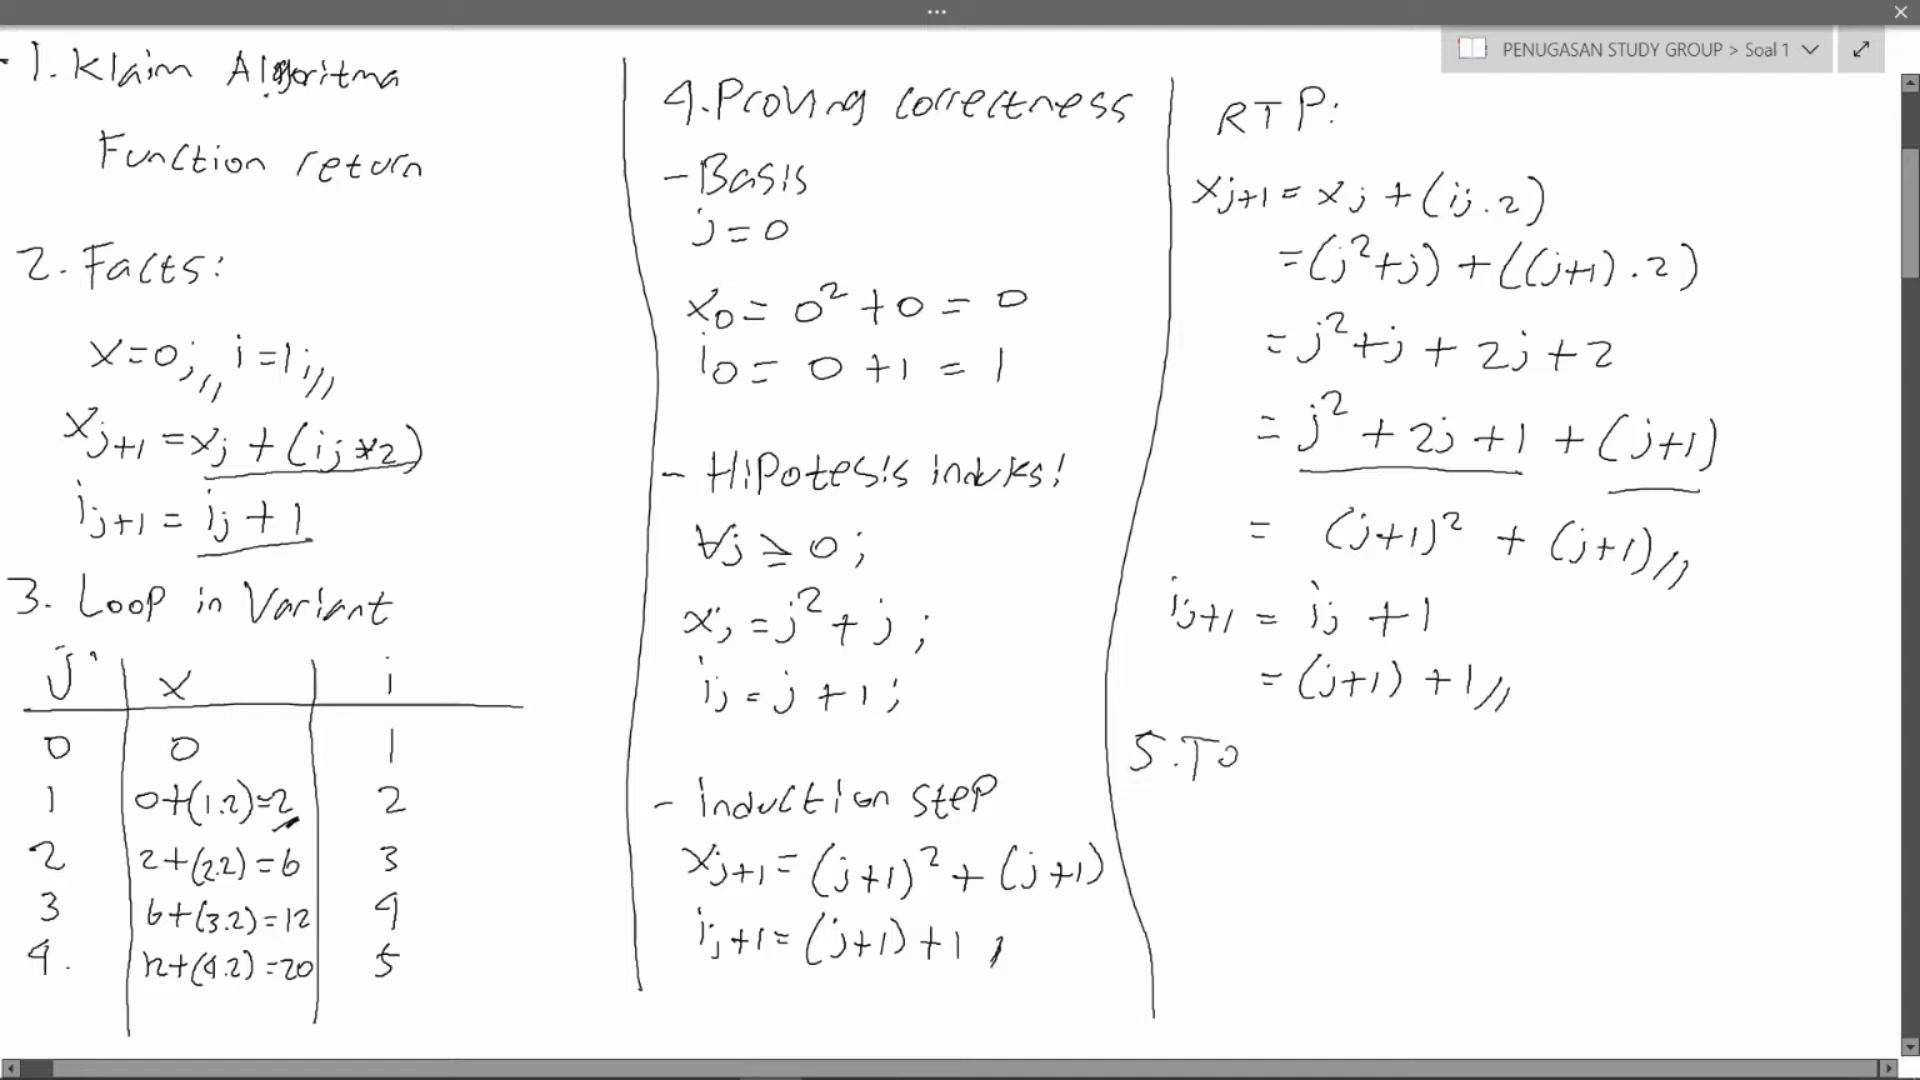 PENUGASAN STUDY GROUP > Soal 1
1. Klaim Algoritma
Function return
2. Facts:
x=0;,, i=1;,,
xj+1 = xj + (ij*2)
ij+1 = ij + 1
3. Loop in Variant
j x i
0 0 1
1 0+(1.2)=2 2
2 2+(2.2)=6 3
3 6+(3.2)=12 4
4. 12+(4.2)=20 5
4. Proving correctness
- Basis
j=0
x0 = 0² + 0 = 0
i0 = 0 + 1 = 1
- Hipotesis induksi
∀j ≥ 0;
xj = j² + j;
ij = j + 1;
- induction step
xj+1 = (j+1)² + (j+1)
ij+1 = (j+1) + 1,
RTP:
xj+1 = xj + (ij.2)
= (j²+j) + ((j+1).2)
= j²+j + 2j+2
= j² + 2j + 1 + (j+1)
= (j+1)² + (j+1),,
ij+1 = ij + 1
= (j+1) + 1,,
5. To